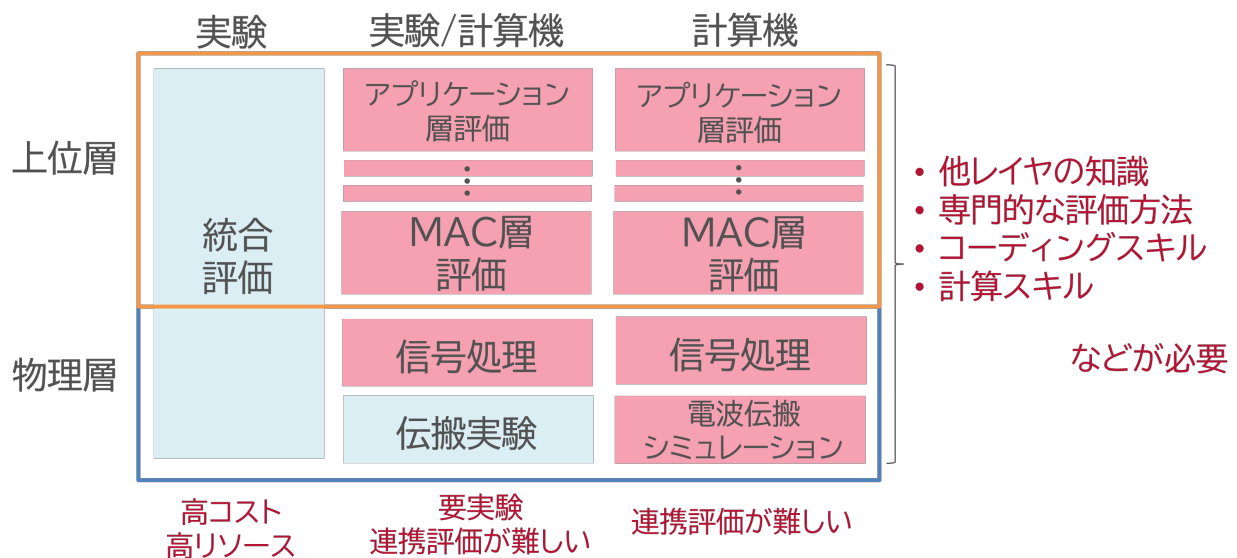 実験
実験/計算機
計算機
上位層
物理層
統合
評価
アプリケーション
層評価
⋮
MAC層
評価
信号処理
伝搬実験
アプリケーション
層評価
⋮
MAC層
評価
信号処理
電波伝搬
シミュレーション
• 他レイヤの知識
• 専門的な評価方法
• コーディングスキル
• 計算スキル
などが必要
高コスト
高リソース
要実験
連携評価が難しい
連携評価が難しい